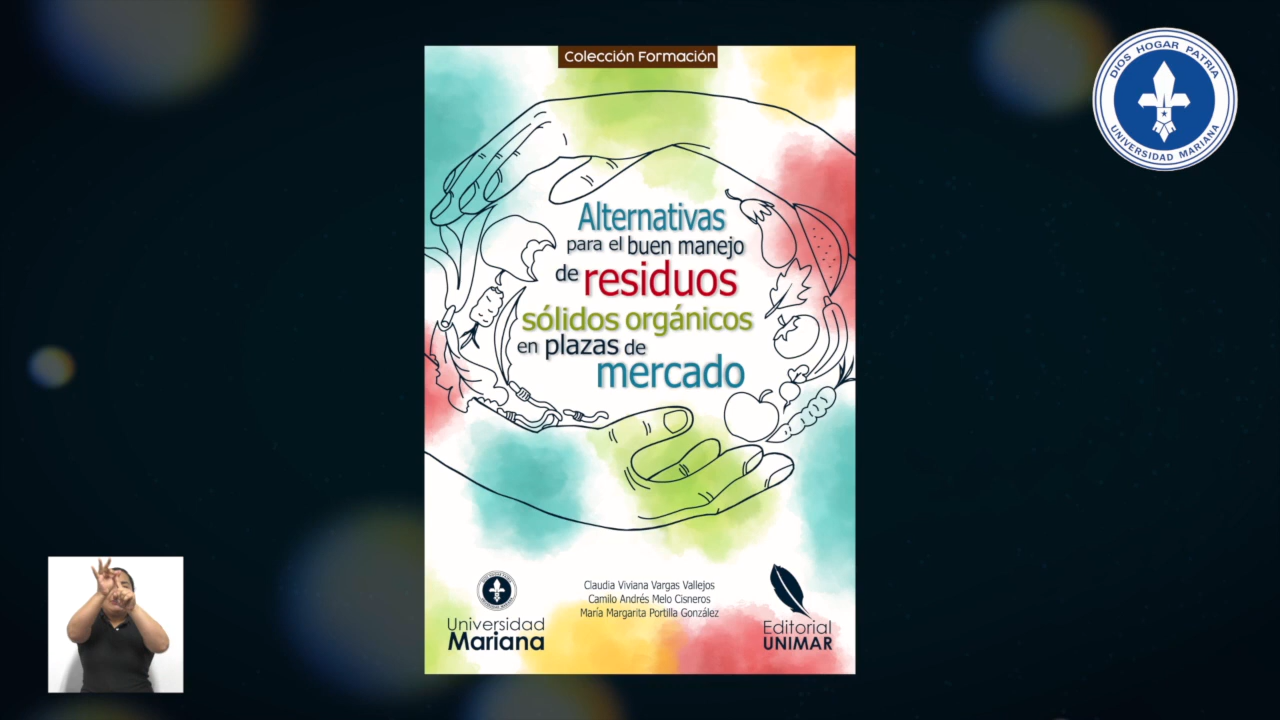 Colección Formación
DIOS HOGAR PATRIA
UNIVERSIDAD MARIANA
Alternativas
para el buen manejo
de residuos
sólidos orgánicos
en plazas de
mercado
Claudia Viviana Vargas Vallejos
Camilo Andrés Melo Cisneros
María Margarita Portilla González
Universidad
Mariana
Editorial
UNIMAR